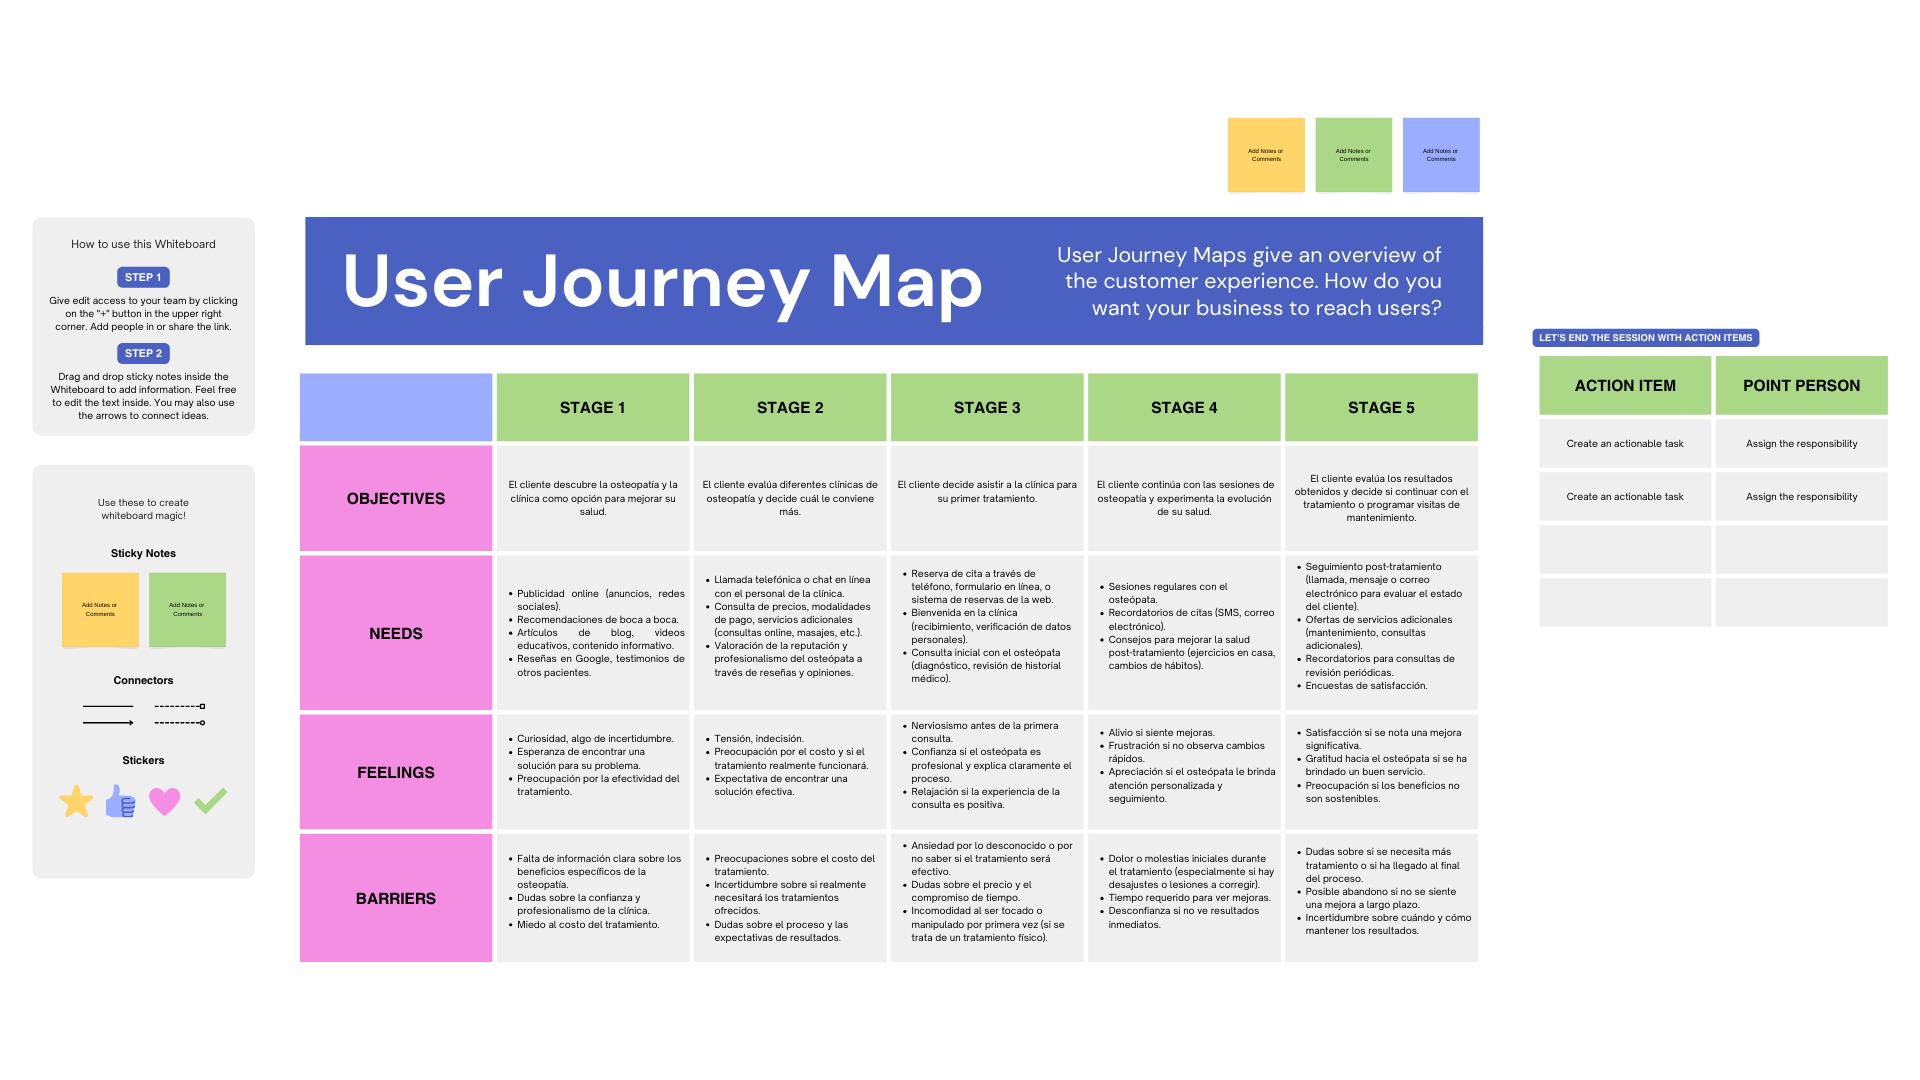 Add Notes or
Comments
Add Notes or
Comments
Add Notes or
Comments
How to use this Whiteboard
STEP 1
Give edit access to your team by clicking
on the "+" button in the upper right
corner. Add people in or share the link.
STEP 2
Drag and drop sticky notes inside the
Whiteboard to add information. Feel free
to edit the text inside. You may also use
the arrows to connect ideas.
Use these to create
whiteboard magic!
Sticky Notes
Add Notes or
Comments
Add Notes or
Comments
Connectors
Stickers
User Journey Map
User Journey Maps give an overview of
the customer experience. How do you
want your business to reach users?
STAGE 1
STAGE 2
STAGE 3
STAGE 4
STAGE 5
OBJECTIVES
El cliente descubre la osteopatía y la
clínica como opción para mejorar su
salud.
El cliente evalúa diferentes clínicas de
osteopatía y decide cuál le conviene
más.
El cliente decide asistir a la clínica para
su primer tratamiento.
El cliente continúa con las sesiones de
osteopatía y experimenta la evolución
de su salud.
El cliente evalúa los resultados
obtenidos y decide si continuar con el
tratamiento o programar visitas de
mantenimiento.
NEEDS
• Publicidad online (anuncios, redes
sociales).
• Recomendaciones de boca a boca.
• Artículos de blog, videos
educativos, contenido informativo.
• Reseñas en Google, testimonios de
otros pacientes.
• Llamada telefónica o chat en línea
con el personal de la clínica.
• Consulta de precios, modalidades
de pago, servicios adicionales
(consultas online, masajes, etc.).
• Valoración de la reputación y
profesionalismo del osteópata a
través de reseñas y opiniones.
• Reserva de cita a través de
teléfono, formulario en línea, o
sistema de reservas de la web.
• Bienvenida en la clínica
(recibimiento, verificación de datos
personales).
• Consulta inicial con el osteópata
(diagnóstico, revisión de historial
médico).
• Sesiones regulares con el
osteópata.
• Recordatorios de citas (SMS, correo
electrónico).
• Consejos para mejorar la salud
post-tratamiento (ejercicios en casa,
cambios de hábitos).
• Seguimiento post-tratamiento
(llamada, mensaje o correo
electrónico para evaluar el estado
del cliente).
• Ofertas de servicios adicionales
(mantenimiento, consultas
adicionales).
• Recordatorios para consultas de
revisión periódicas.
• Encuestas de satisfacción.
FEELINGS
• Curiosidad, algo de incertidumbre.
• Esperanza de encontrar una
solución para su problema.
• Preocupación por la efectividad del
tratamiento.
• Tensión, indecisión.
• Preocupación por el costo y si el
tratamiento realmente funcionará.
• Expectativa de encontrar una
solución efectiva.
• Nerviosismo antes de la primera
consulta.
• Confianza si el osteópata es
profesional y explica claramente el
proceso.
• Relajación si la experiencia de la
consulta es positiva.
• Alivio si siente mejoras.
• Frustración si no observa cambios
rápidos.
• Apreciación si el osteópata le brinda
atención personalizada y
seguimiento.
• Satisfacción si se nota una mejora
significativa.
• Gratitud hacia el osteópata si se ha
brindado un buen servicio.
• Preocupación si los beneficios no
son sostenibles.
BARRIERS
• Falta de información clara sobre los
beneficios específicos de la
osteopatía.
• Dudas sobre la confianza y
profesionalismo de la clínica.
• Miedo al costo del tratamiento.
• Preocupaciones sobre el costo del
tratamiento.
• Incertidumbre sobre si realmente
necesitará los tratamientos
ofrecidos.
• Dudas sobre el proceso y las
expectativas de resultados.
• Ansiedad por lo desconocido o por
no saber si el tratamiento será
efectivo.
• Dudas sobre el precio y el
compromiso de tiempo.
• Incomodidad al ser tocado o
manipulado por primera vez (si se
trata de un tratamiento físico).
• Dolor o molestias iniciales durante
el tratamiento (especialmente si hay
desajustes o lesiones a corregir).
• Tiempo requerido para ver mejoras.
• Desconfianza si no ve resultados
inmediatos.
• Dudas sobre si se necesita más
tratamiento o si ha llegado al final
del proceso.
• Posible abandono si no se siente
una mejora a largo plazo.
• Incertidumbre sobre cuándo y cómo
mantener los resultados.
LET'S END THE SESSION WITH ACTION ITEMS
ACTION ITEM
POINT PERSON
Create an actionable task
Assign the responsibility
Create an actionable task
Assign the responsibility